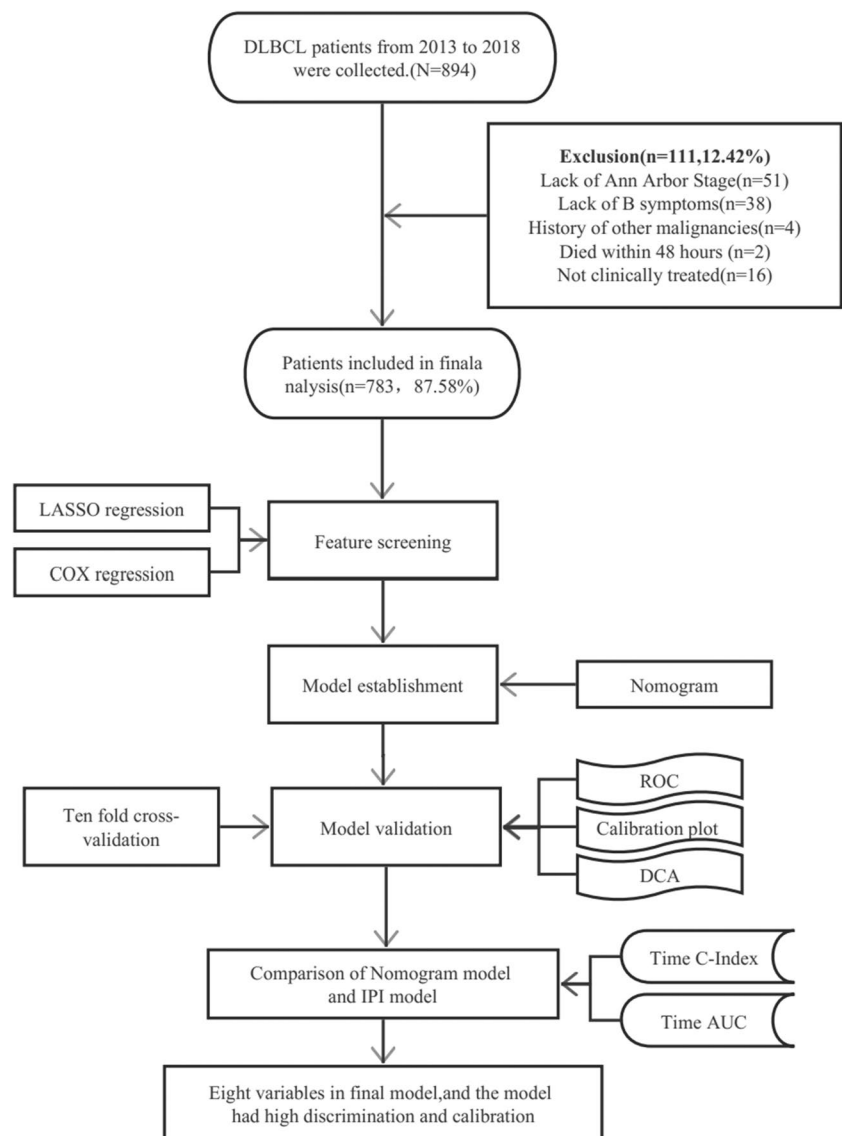 DLBCL patients from 2013 to 2018
were collected.(N=894)
Exclusion(n=111,12.42%)
Lack of Ann Arbor Stage(n=51)
Lack of B symptoms(n=38)
History of other malignancies(n=4)
Died within 48 hours (n=2)
Not clinically treated(n=16)
Patients included in finala
nalysis(n=783，87.58%)
LASSO regression
COX regression
Feature screening
Model establishment
Nomogram
Ten fold cross-
validation
Model validation
ROC
Calibration plot
DCA
Comparison of Nomogram model
and IPI model
Time C-Index
Time AUC
Eight variables in final model,and the model
had high discrimination and calibration